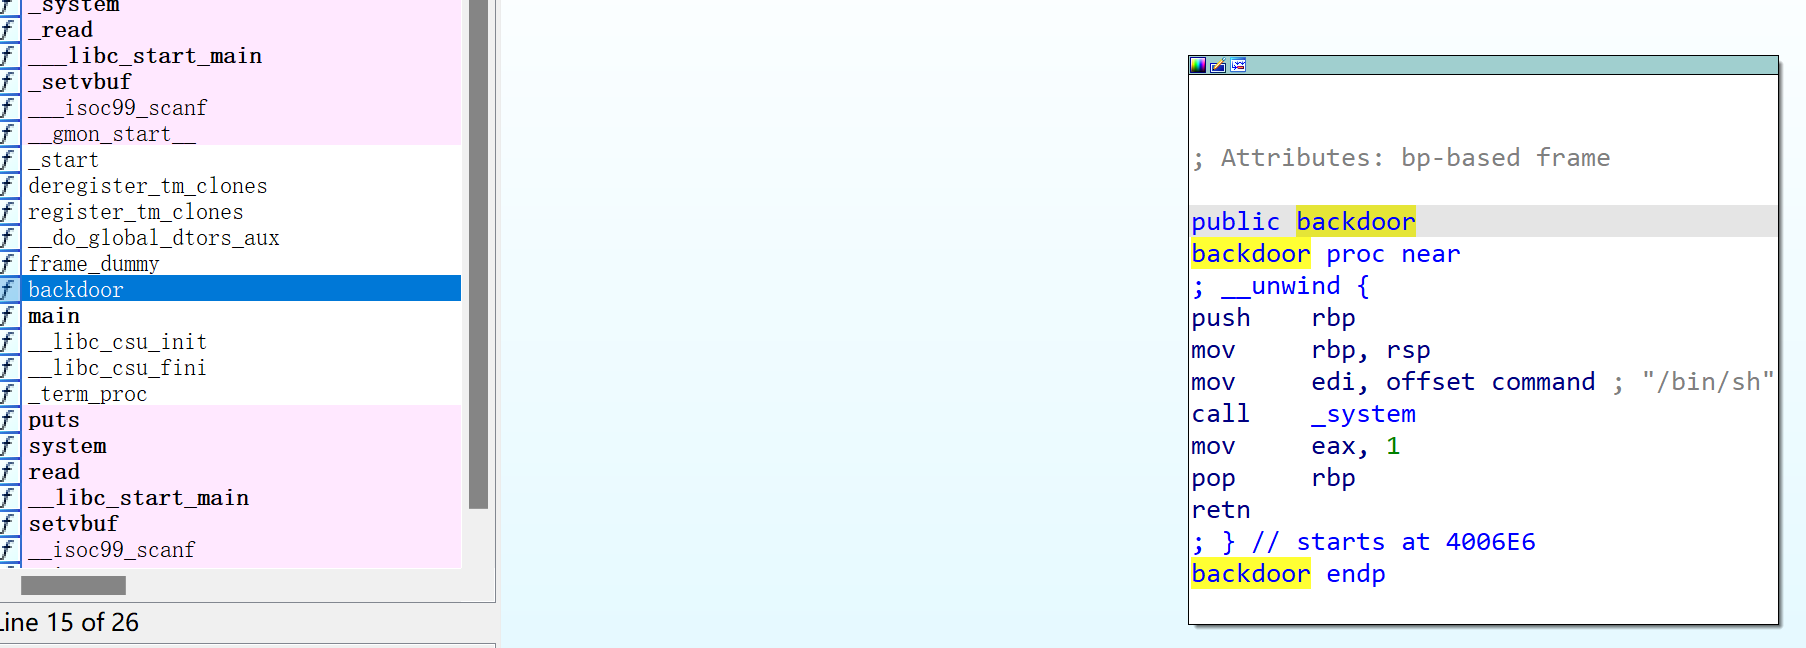 _system
_read
___libc_start_main
_setvbuf
___isoc99_scanf
__gmon_start__
_start
deregister_tm_clones
register_tm_clones
__do_global_dtors_aux
frame_dummy
backdoor
main
__libc_csu_init
__libc_csu_fini
_term_proc
puts
system
read
__libc_start_main
setvbuf
__isoc99_scanf
Line 15 of 26
; Attributes: bp-based frame
public backdoor
backdoor proc near
; __unwind {
push rbp
mov rbp, rsp
mov edi, offset command ; "/bin/sh"
call _system
mov eax, 1
pop rbp
retn
; } // starts at 4006E6
backdoor endp